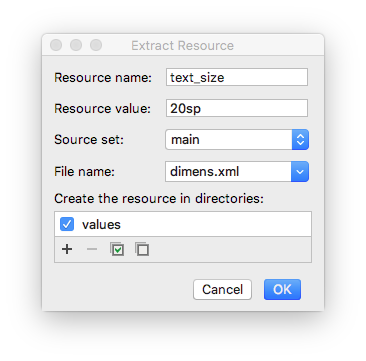 Extract Resource
Resource name: text_size
Resource value: 20sp
Source set: main
File name: dimens.xml
Create the resource in directories:
values
Cancel OK